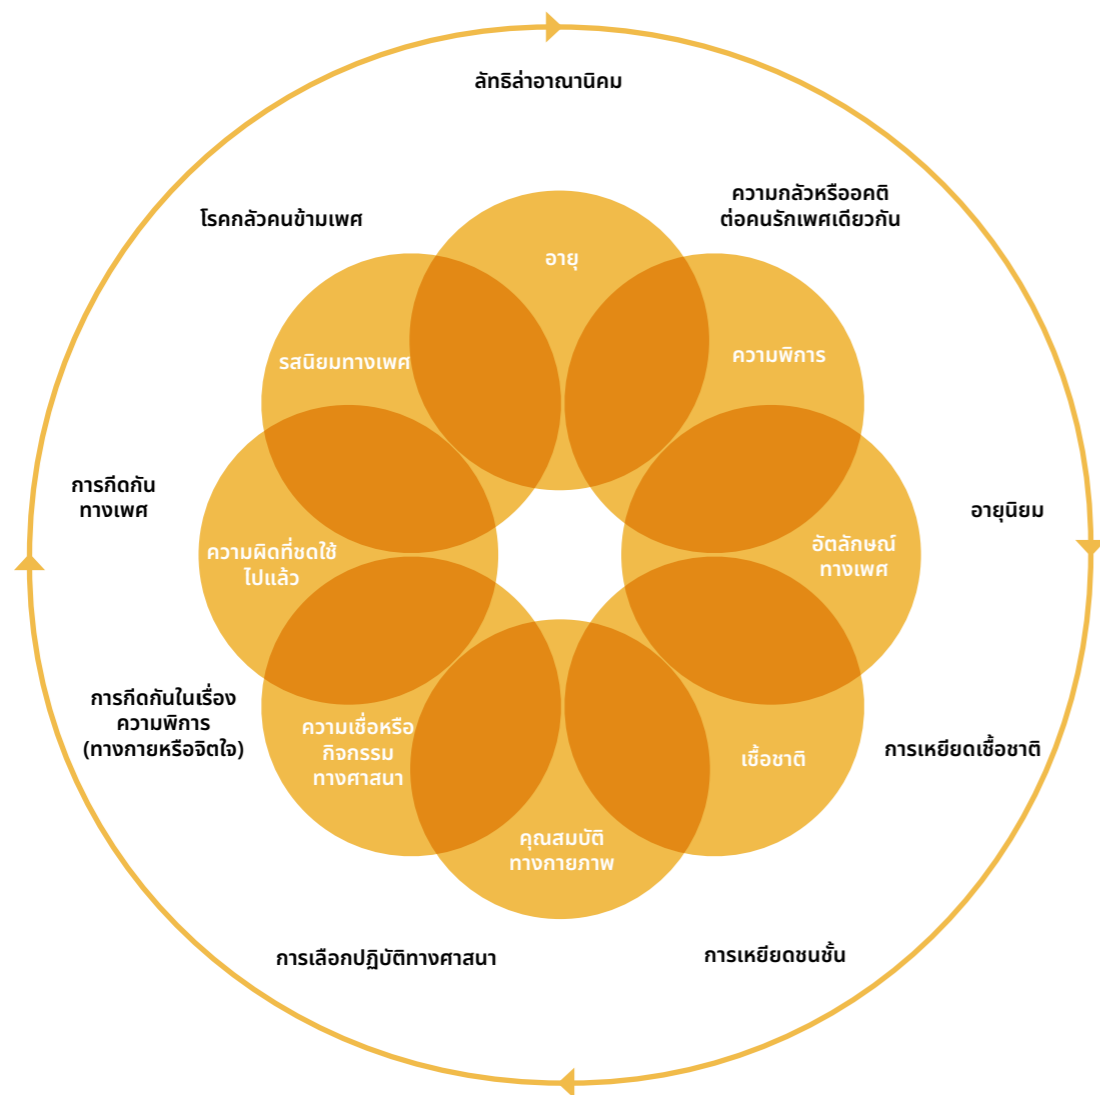 ลัทธิล่าอาณานิคม
ความกลัวหรืออคติ
ต่อคนรักเพศเดียวกัน
โรคกลัวคนข้ามเพศ
อายุ
ความพิการ
รสนิยมทางเพศ
การกีดกัน
ทางเพศ
อายุนิยม
อัตลักษณ์
ทางเพศ
ความผิดที่ชดใช้
ไปแล้ว
การกีดกันในเรื่อง
ความพิการ
(ทางกายหรือจิตใจ)
ความเชื่อหรือ
กิจกรรม
ทางศาสนา
เชื้อชาติ
การเหยียดเชื้อชาติ
คุณสมบัติ
ทางกายภาพ
การเลือกปฏิบัติทางศาสนา
การเหยียดชนชั้น